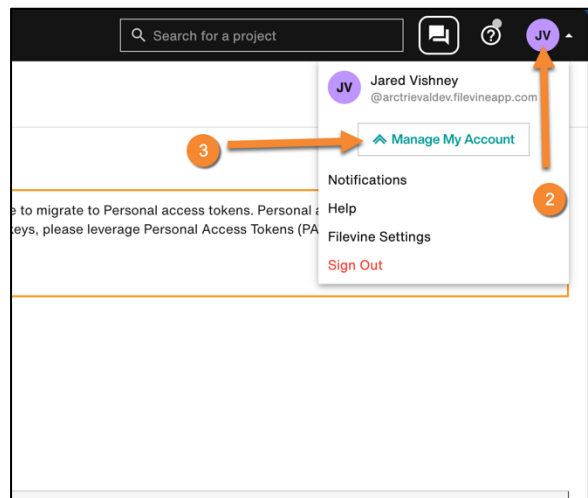 Search for a project
JV
JV
Jared Vishney
@arctrievaldev.filevineapp.com
3
Manage My Account
2
Notifications
e to migrate to Personal access tokens. Personal a
Help
keys, please leverage Personal Access Tokens (PA
Filevine Settings
Sign Out